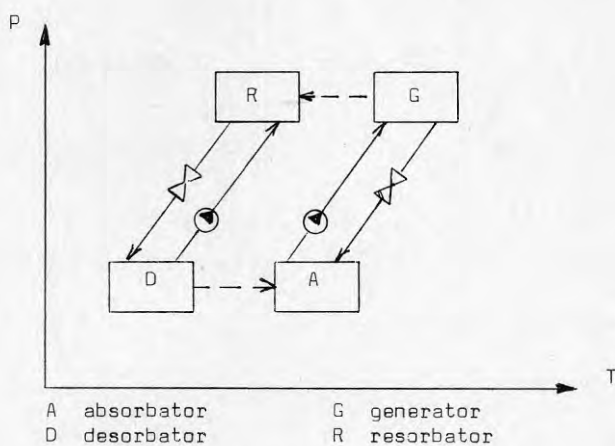 P
R G
D A
T
A absorbator G generator
D desorbator R resorbator